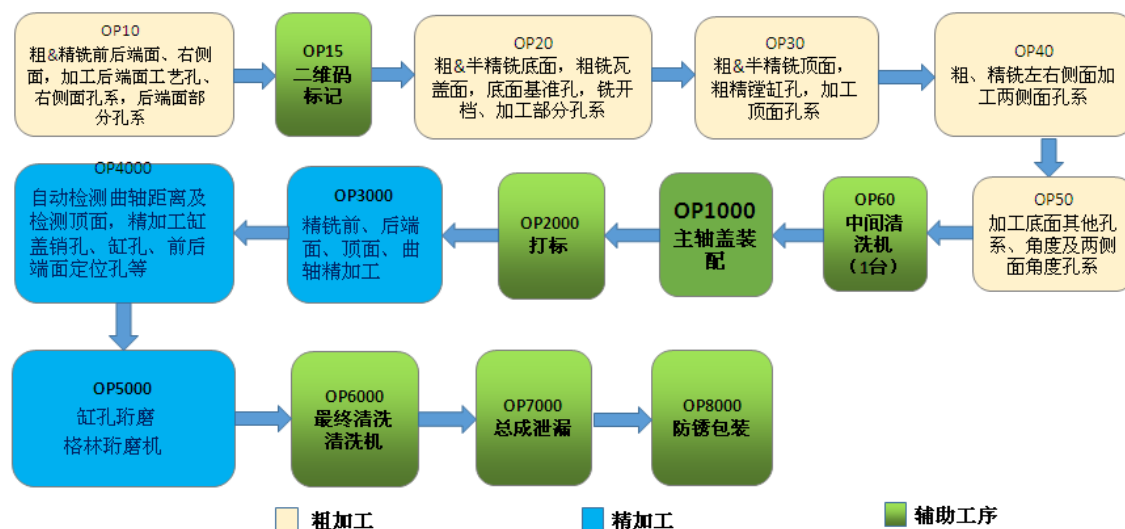 OP10
粗&精铣前后端面、右侧
面，加工后端面工艺孔、
右侧面孔系，后端面部
分孔系
OP15
二维码
标记
OP20
粗&半精铣底面，粗铣瓦
盖面，底面基准孔，铣开
档、加工部分孔系
OP30
粗&半精铣顶面，
粗精镗缸孔，加工
顶面孔系
OP40
粗、精铣左右侧面加
工两侧面孔系
OP50
加工底面其他孔
系、角度及两侧
面角度孔系
OP60
中间清
洗机
（1台）
OP1000
主轴盖装
配
OP2000
打标
OP3000
精铣前、后端
面、顶面、曲
轴精加工
OP4000
自动检测曲轴距离及
检测顶面，精加工缸
盖销孔、缸孔、前后
端面定位孔等
OP5000
缸孔珩磨
格林珩磨机
OP6000
最终清洗
清洗机
OP7000
总成泄漏
OP8000
防锈包装
粗加工
精加工
辅助工序